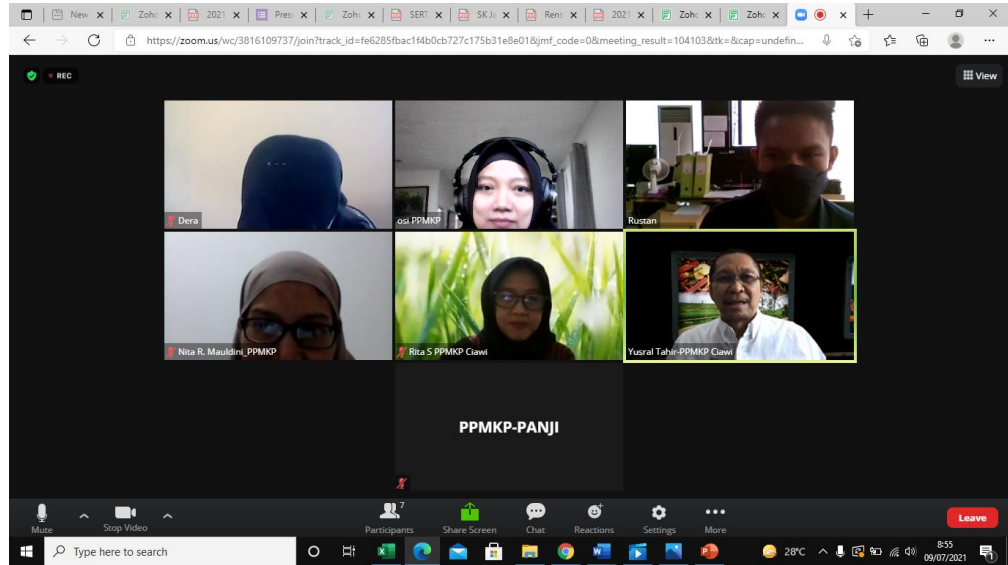 New
Zoho
2021
Presi
Zoho
SERT
SK Ja
Rens
2021
Zoho
Zoho
https://zoom.us/wc/3816109737/join?track_id=fe6285fbac1f4b0cb727c175b31e8e01&jmf_code=0&meeting_result=104103&tk=&cap=undefin...
REC
View
Dera
osi PPMKP
Rustan
Nita R. Mauldini_PPMKP
Rita S PPMKP Ciawi
Yusral Tahir-PPMKP Ciawi
PPMKP-PANJI
Mute
Stop Video
Participants
7
Share Screen
Chat
Reactions
Settings
More
Leave
Type here to search
28°C
8:55
09/07/2021